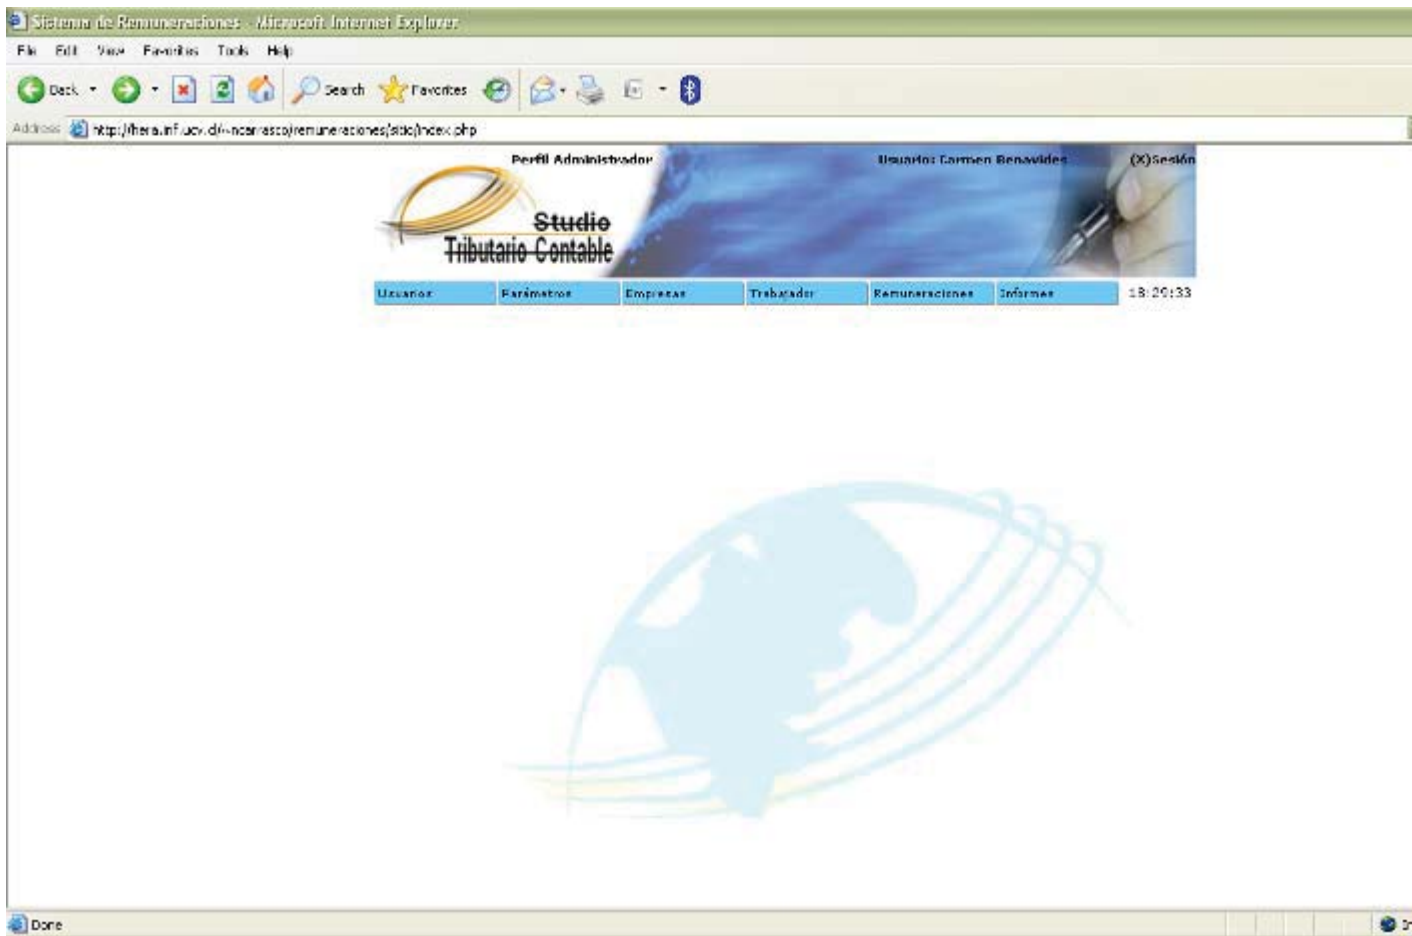 Sistema de Remuneraciones - Microsoft Internet Explorer
File Edit View Favorites Tools Help
Back Search Favorites
Address http://hera.inf.ucv.cl/~ncarrasco/remuneraciones/sitio/index.php
Perfil Administrador Usuario: Carmen Benavides (X)Sesión
Studio
Tributario Contable
Usuarios Parámetros Empresas Trabajador Remuneraciones Informes 18:29:33
Done